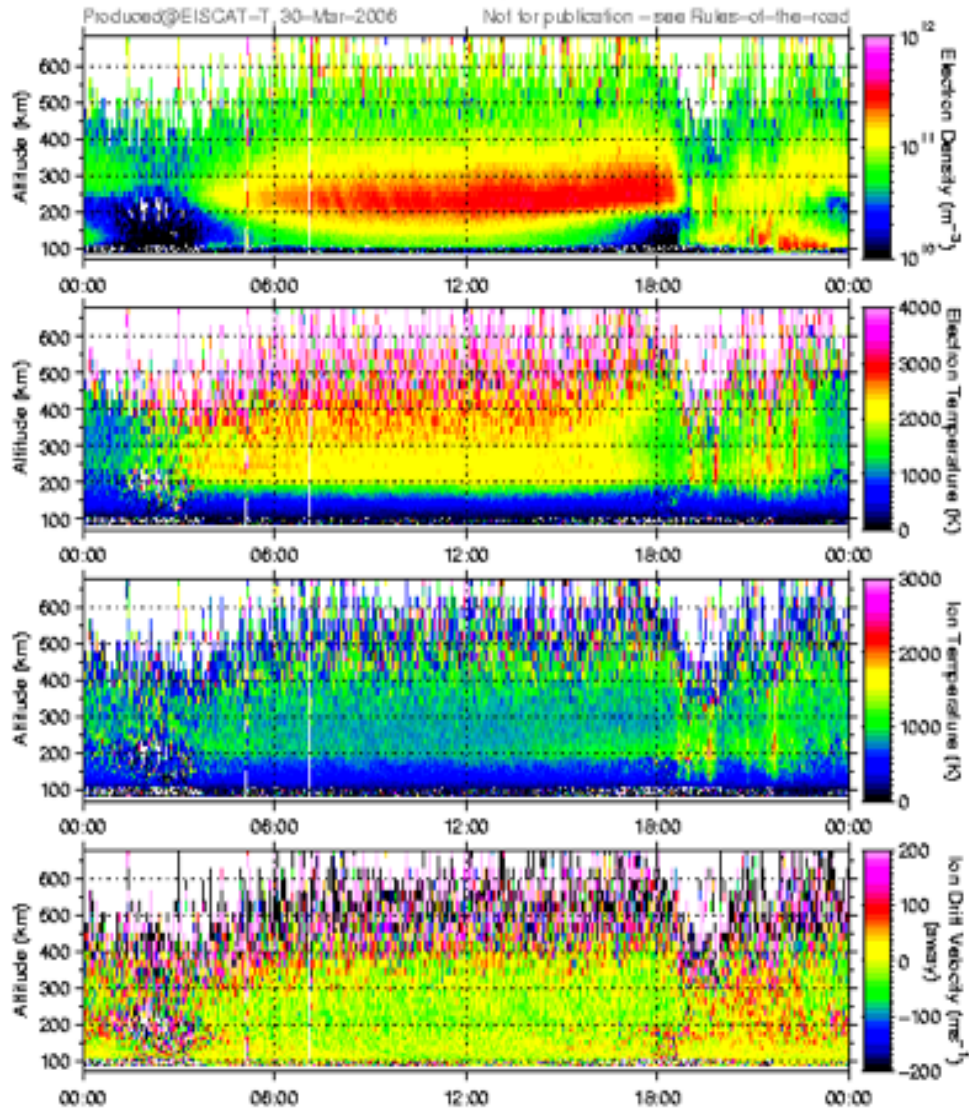 Produced@EISCAT-T, 30-Mar-2006 Not for publication - see Rules-of-the-road
600
500
400
300
200
100
Altitude (km)
00:00 06:00 12:00 18:00 00:00
10^12
10^11
10^10
Electron Density (m^-3)
600
500
400
300
200
100
Altitude (km)
00:00 06:00 12:00 18:00 00:00
4000
3000
2000
1000
0
Electron Temperature (K)
600
500
400
300
200
100
Altitude (km)
00:00 06:00 12:00 18:00 00:00
3000
2000
1000
0
Ion Temperature (K)
600
500
400
300
200
100
Altitude (km)
00:00 06:00 12:00 18:00 00:00
200
100
0
-100
-200
Ion Drift Velocity (ms^-1)
[away]